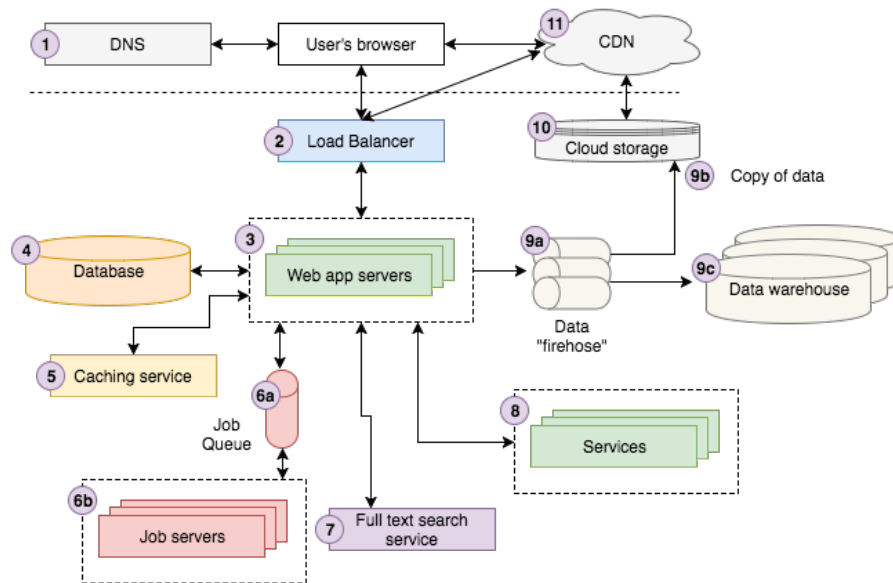 1
DNS
User's browser
11
CDN
2
Load Balancer
10
Cloud storage
9b
Copy of data
3
Web app servers
4
Database
9a
Data
"firehose"
9c
Data warehouse
5
Caching service
6a
Job
Queue
8
Services
6b
Job servers
7
Full text search
service